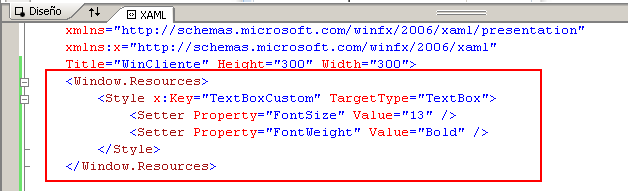 Diseño XAML
xmlns="http://schemas.microsoft.com/winfx/2006/xaml/presentation"
xmlns:x="http://schemas.microsoft.com/winfx/2006/xaml"
Title="WinCliente" Height="300" Width="300">
<Window.Resources>
<Style x:Key="TextBoxCustom" TargetType="TextBox">
<Setter Property="FontSize" Value="13" />
<Setter Property="FontWeight" Value="Bold" />
</Style>
</Window.Resources>